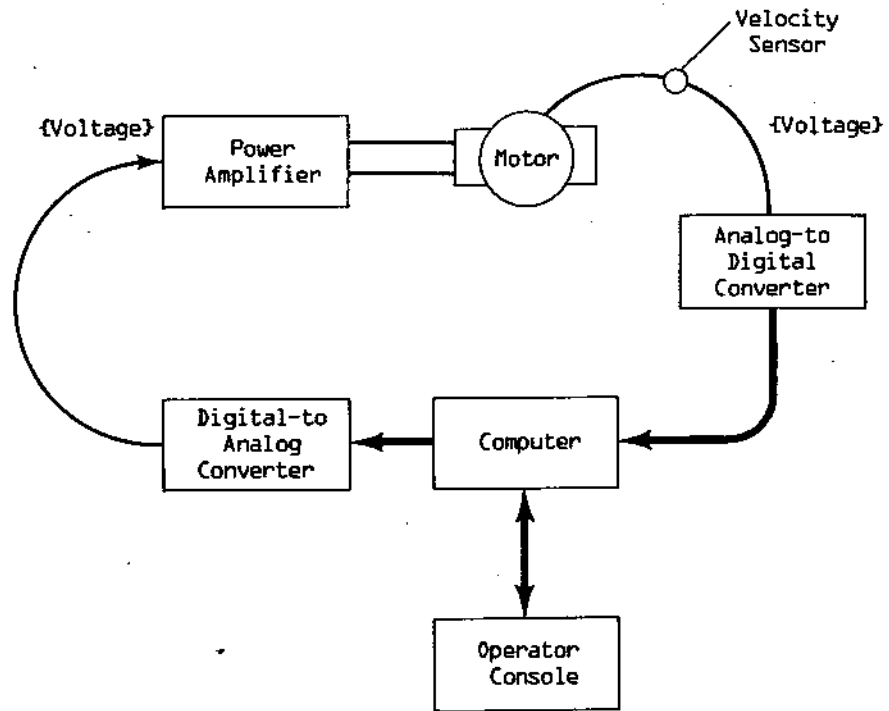 Velocity
Sensor
{Voltage}
Power
Amplifier
Motor
{Voltage}
Analog-to
Digital
Converter
Digital-to
Analog
Converter
Computer
Operator
Console